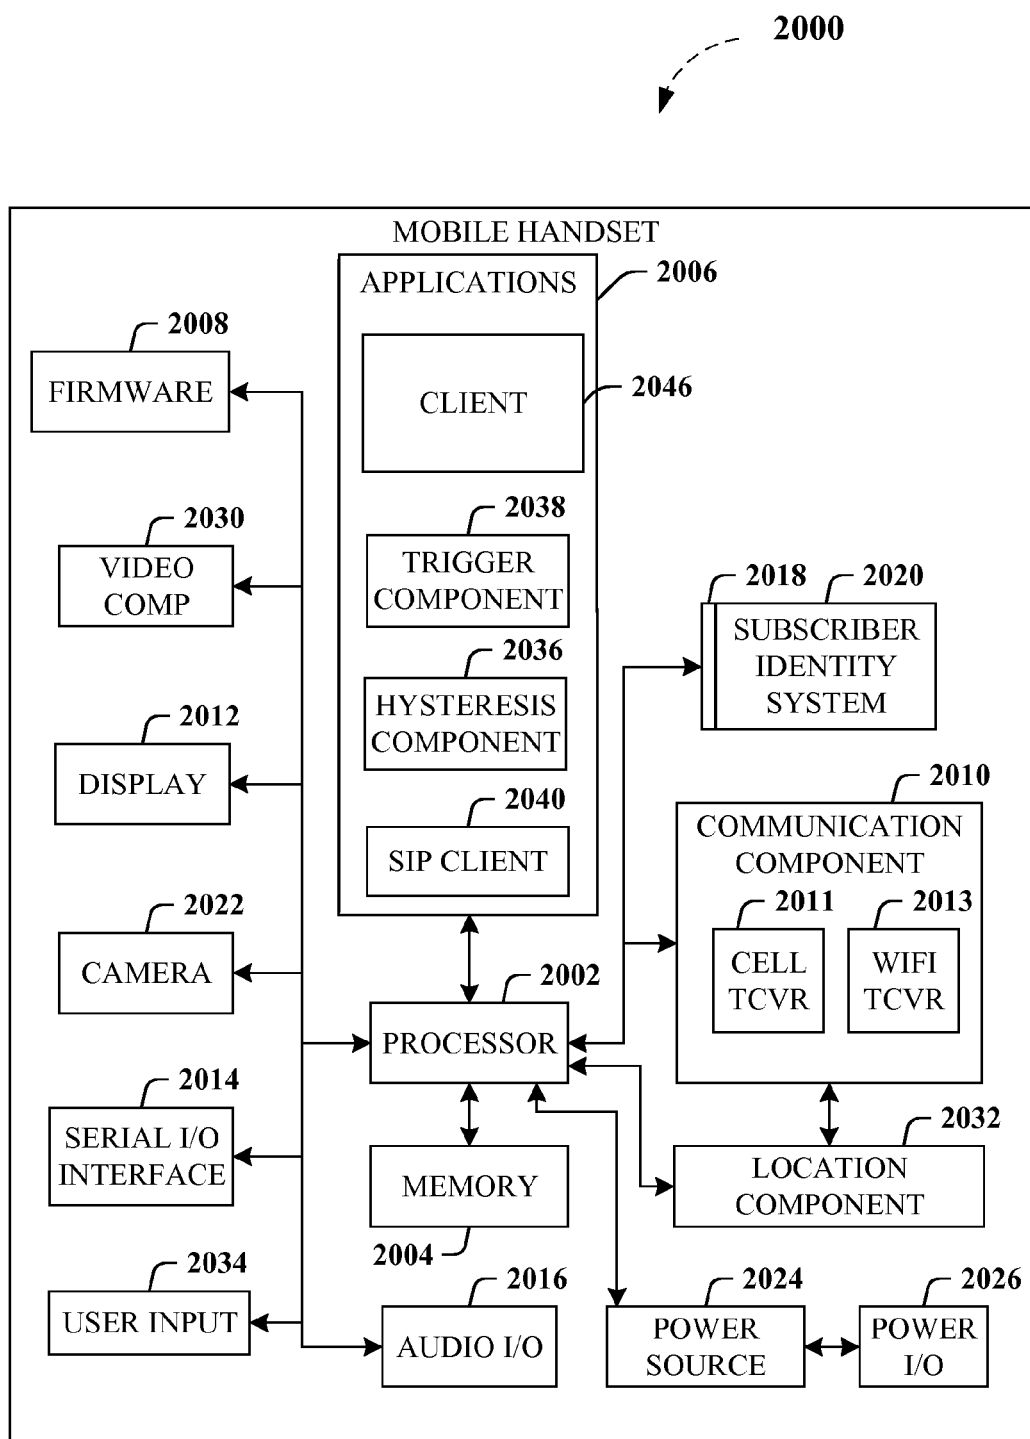 2000
MOBILE HANDSET
APPLICATIONS
2006
CLIENT
2046
2008
FIRMWARE
2030
VIDEO
COMP
2038
TRIGGER
COMPONENT
2036
HYSTERESIS
COMPONENT
2040
SIP CLIENT
2018
2020
SUBSCRIBER
IDENTITY
SYSTEM
2012
DISPLAY
2010
COMMUNICATION
COMPONENT
2011
CELL
TCVR
2013
WIFI
TCVR
2022
CAMERA
2002
PROCESSOR
2014
SERIAL I/O
INTERFACE
MEMORY
2004
2032
LOCATION
COMPONENT
2034
USER INPUT
2016
AUDIO I/O
2024
POWER
SOURCE
2026
POWER
I/O